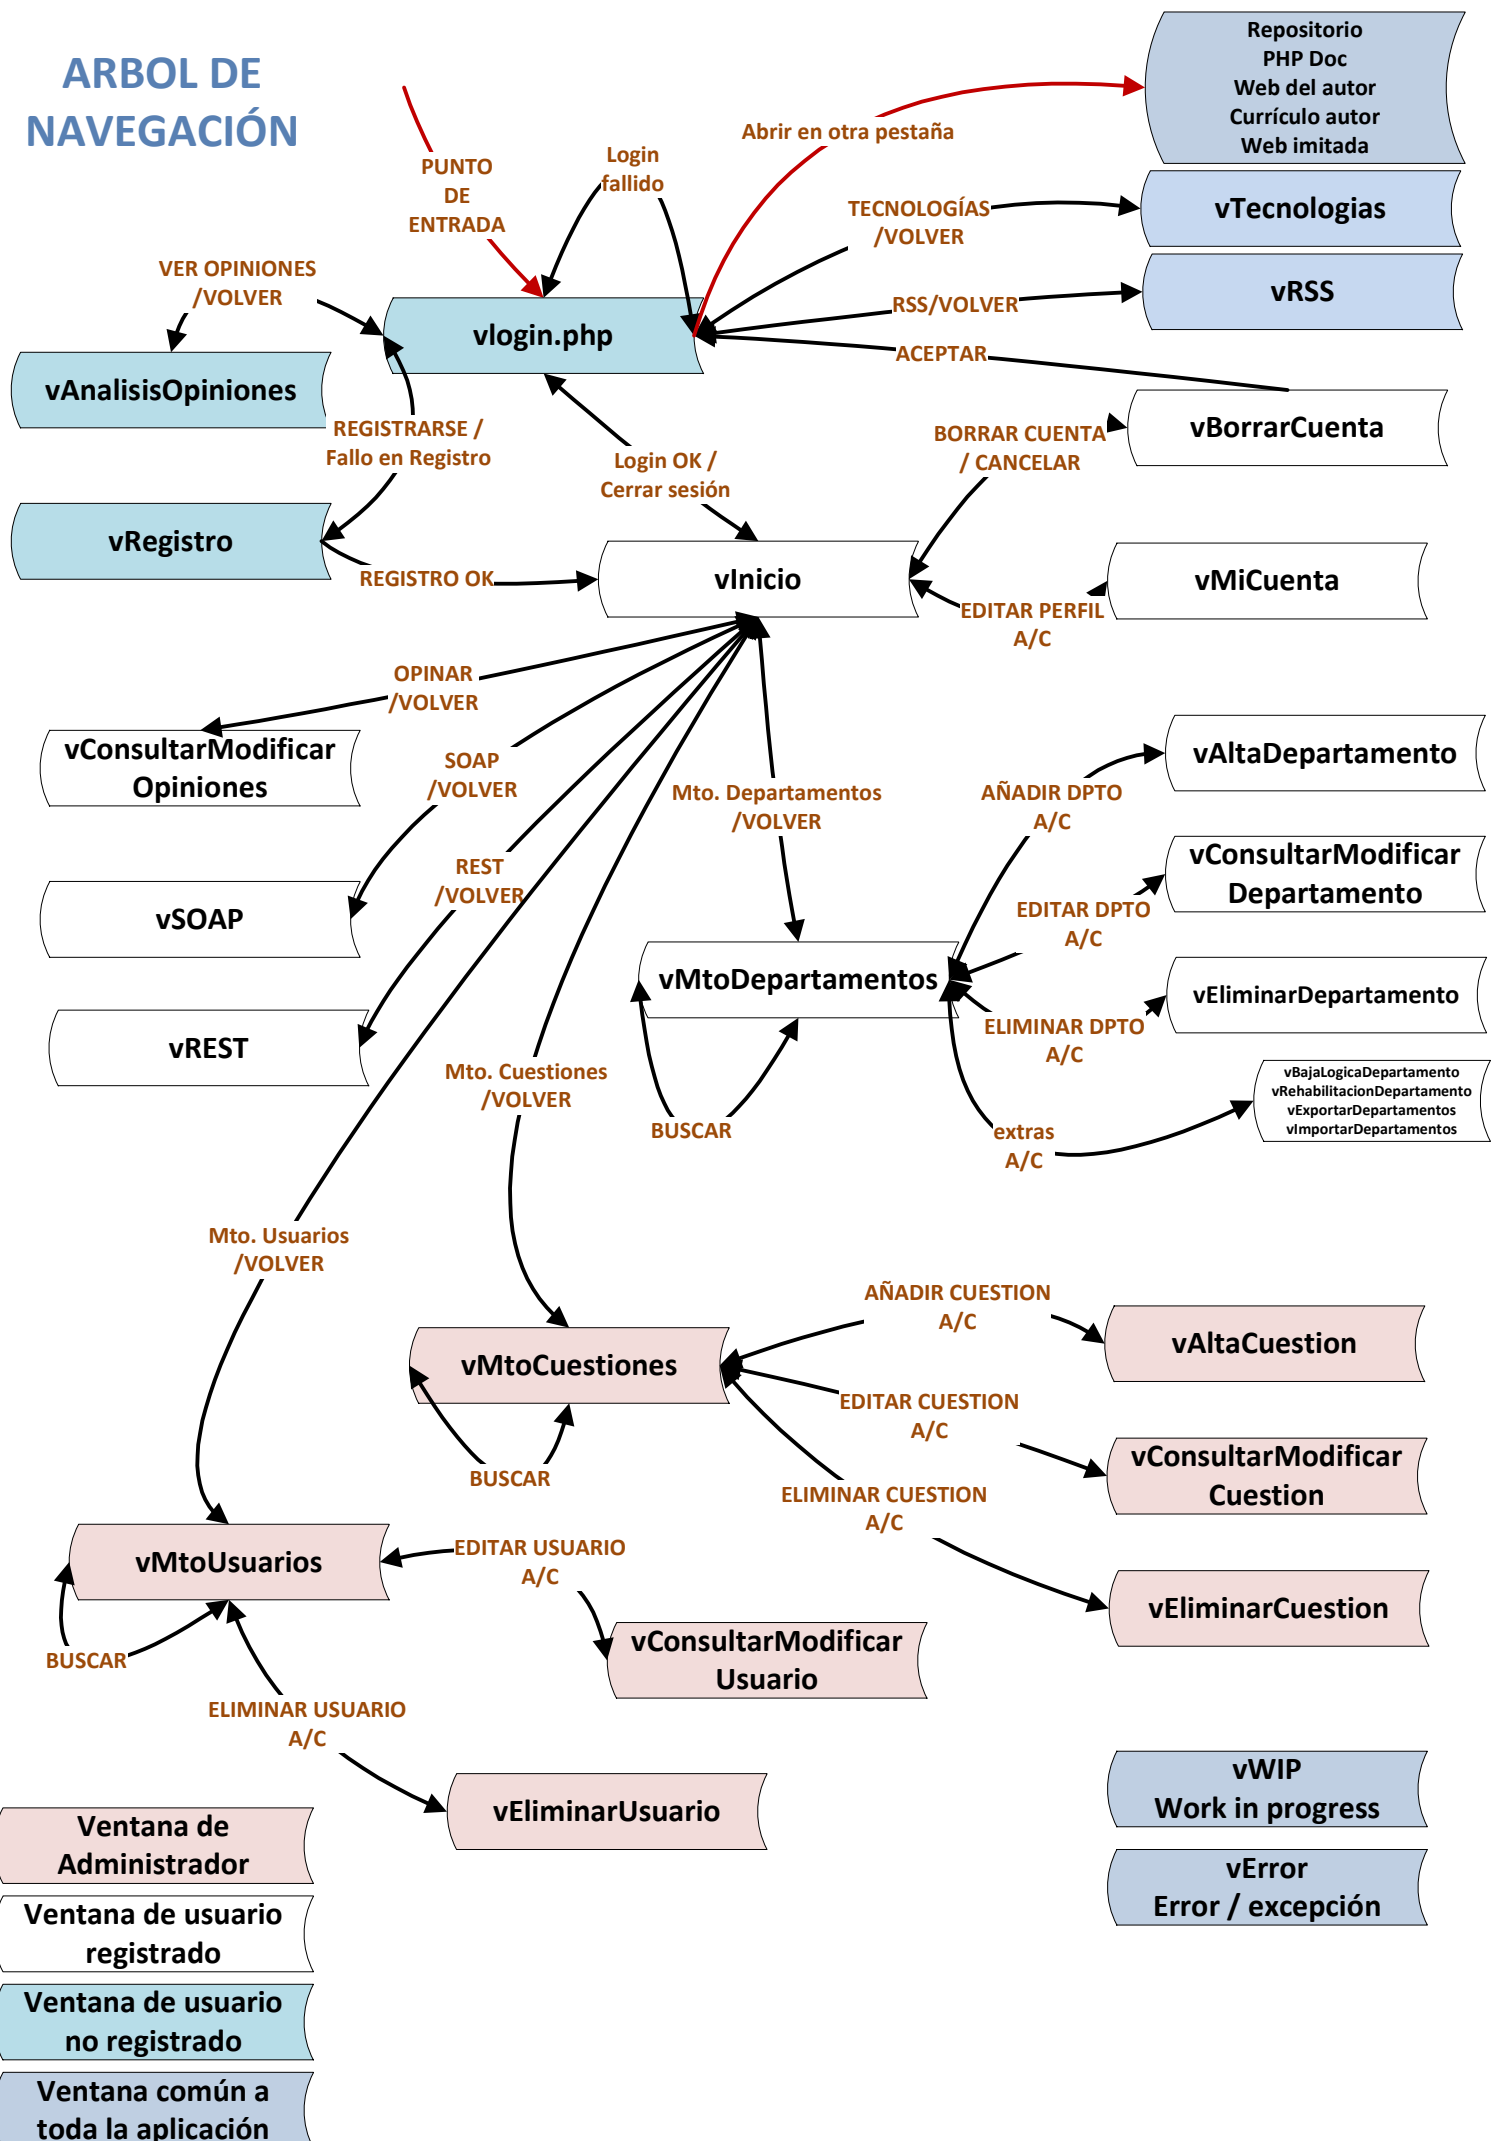 ARBOL DE
NAVEGACIÓN
Repositorio
PHP Doc
Web del autor
Currículo autor
Web imitada
Abrir en otra pestaña
Login
fallido
PUNTO
DE
ENTRADA
TECNOLOGÍAS
/VOLVER
vTecnologias
VER OPINIONES
/VOLVER
RSS/VOLVER
vRSS
vlogin.php
ACEPTAR
vAnalisisOpiniones
REGISTRARSE /
Fallo en Registro
Login OK /
Cerrar sesión
BORRAR CUENTA
/ CANCELAR
vBorrarCuenta
vRegistro
REGISTRO OK
vInicio
EDITAR PERFIL
A/C
vMiCuenta
OPINAR
/VOLVER
vConsultarModificar
Opiniones
SOAP
/VOLVER
Mto. Departamentos
/VOLVER
AÑADIR DPTO
A/C
vAltaDepartamento
REST
/VOLVER
vConsultarModificar
Departamento
EDITAR DPTO
A/C
vSOAP
vMtoDepartamentos
vEliminarDepartamento
ELIMINAR DPTO
A/C
vREST
Mto. Cuestiones
/VOLVER
vBajaLogicaDepartamento
vRehabilitacionDepartamento
vExportarDepartamentos
vImportarDepartamentos
BUSCAR
extras
A/C
Mto. Usuarios
/VOLVER
AÑADIR CUESTION
A/C
vAltaCuestion
vMtoCuestiones
EDITAR CUESTION
A/C
vConsultarModificar
Cuestion
BUSCAR
ELIMINAR CUESTION
A/C
vMtoUsuarios
EDITAR USUARIO
A/C
vEliminarCuestion
BUSCAR
vConsultarModificar
Usuario
ELIMINAR USUARIO
A/C
vEliminarUsuario
vWIP
Work in progress
vError
Error / excepción
Ventana de
Administrador
Ventana de usuario
registrado
Ventana de usuario
no registrado
Ventana común a
toda la aplicación